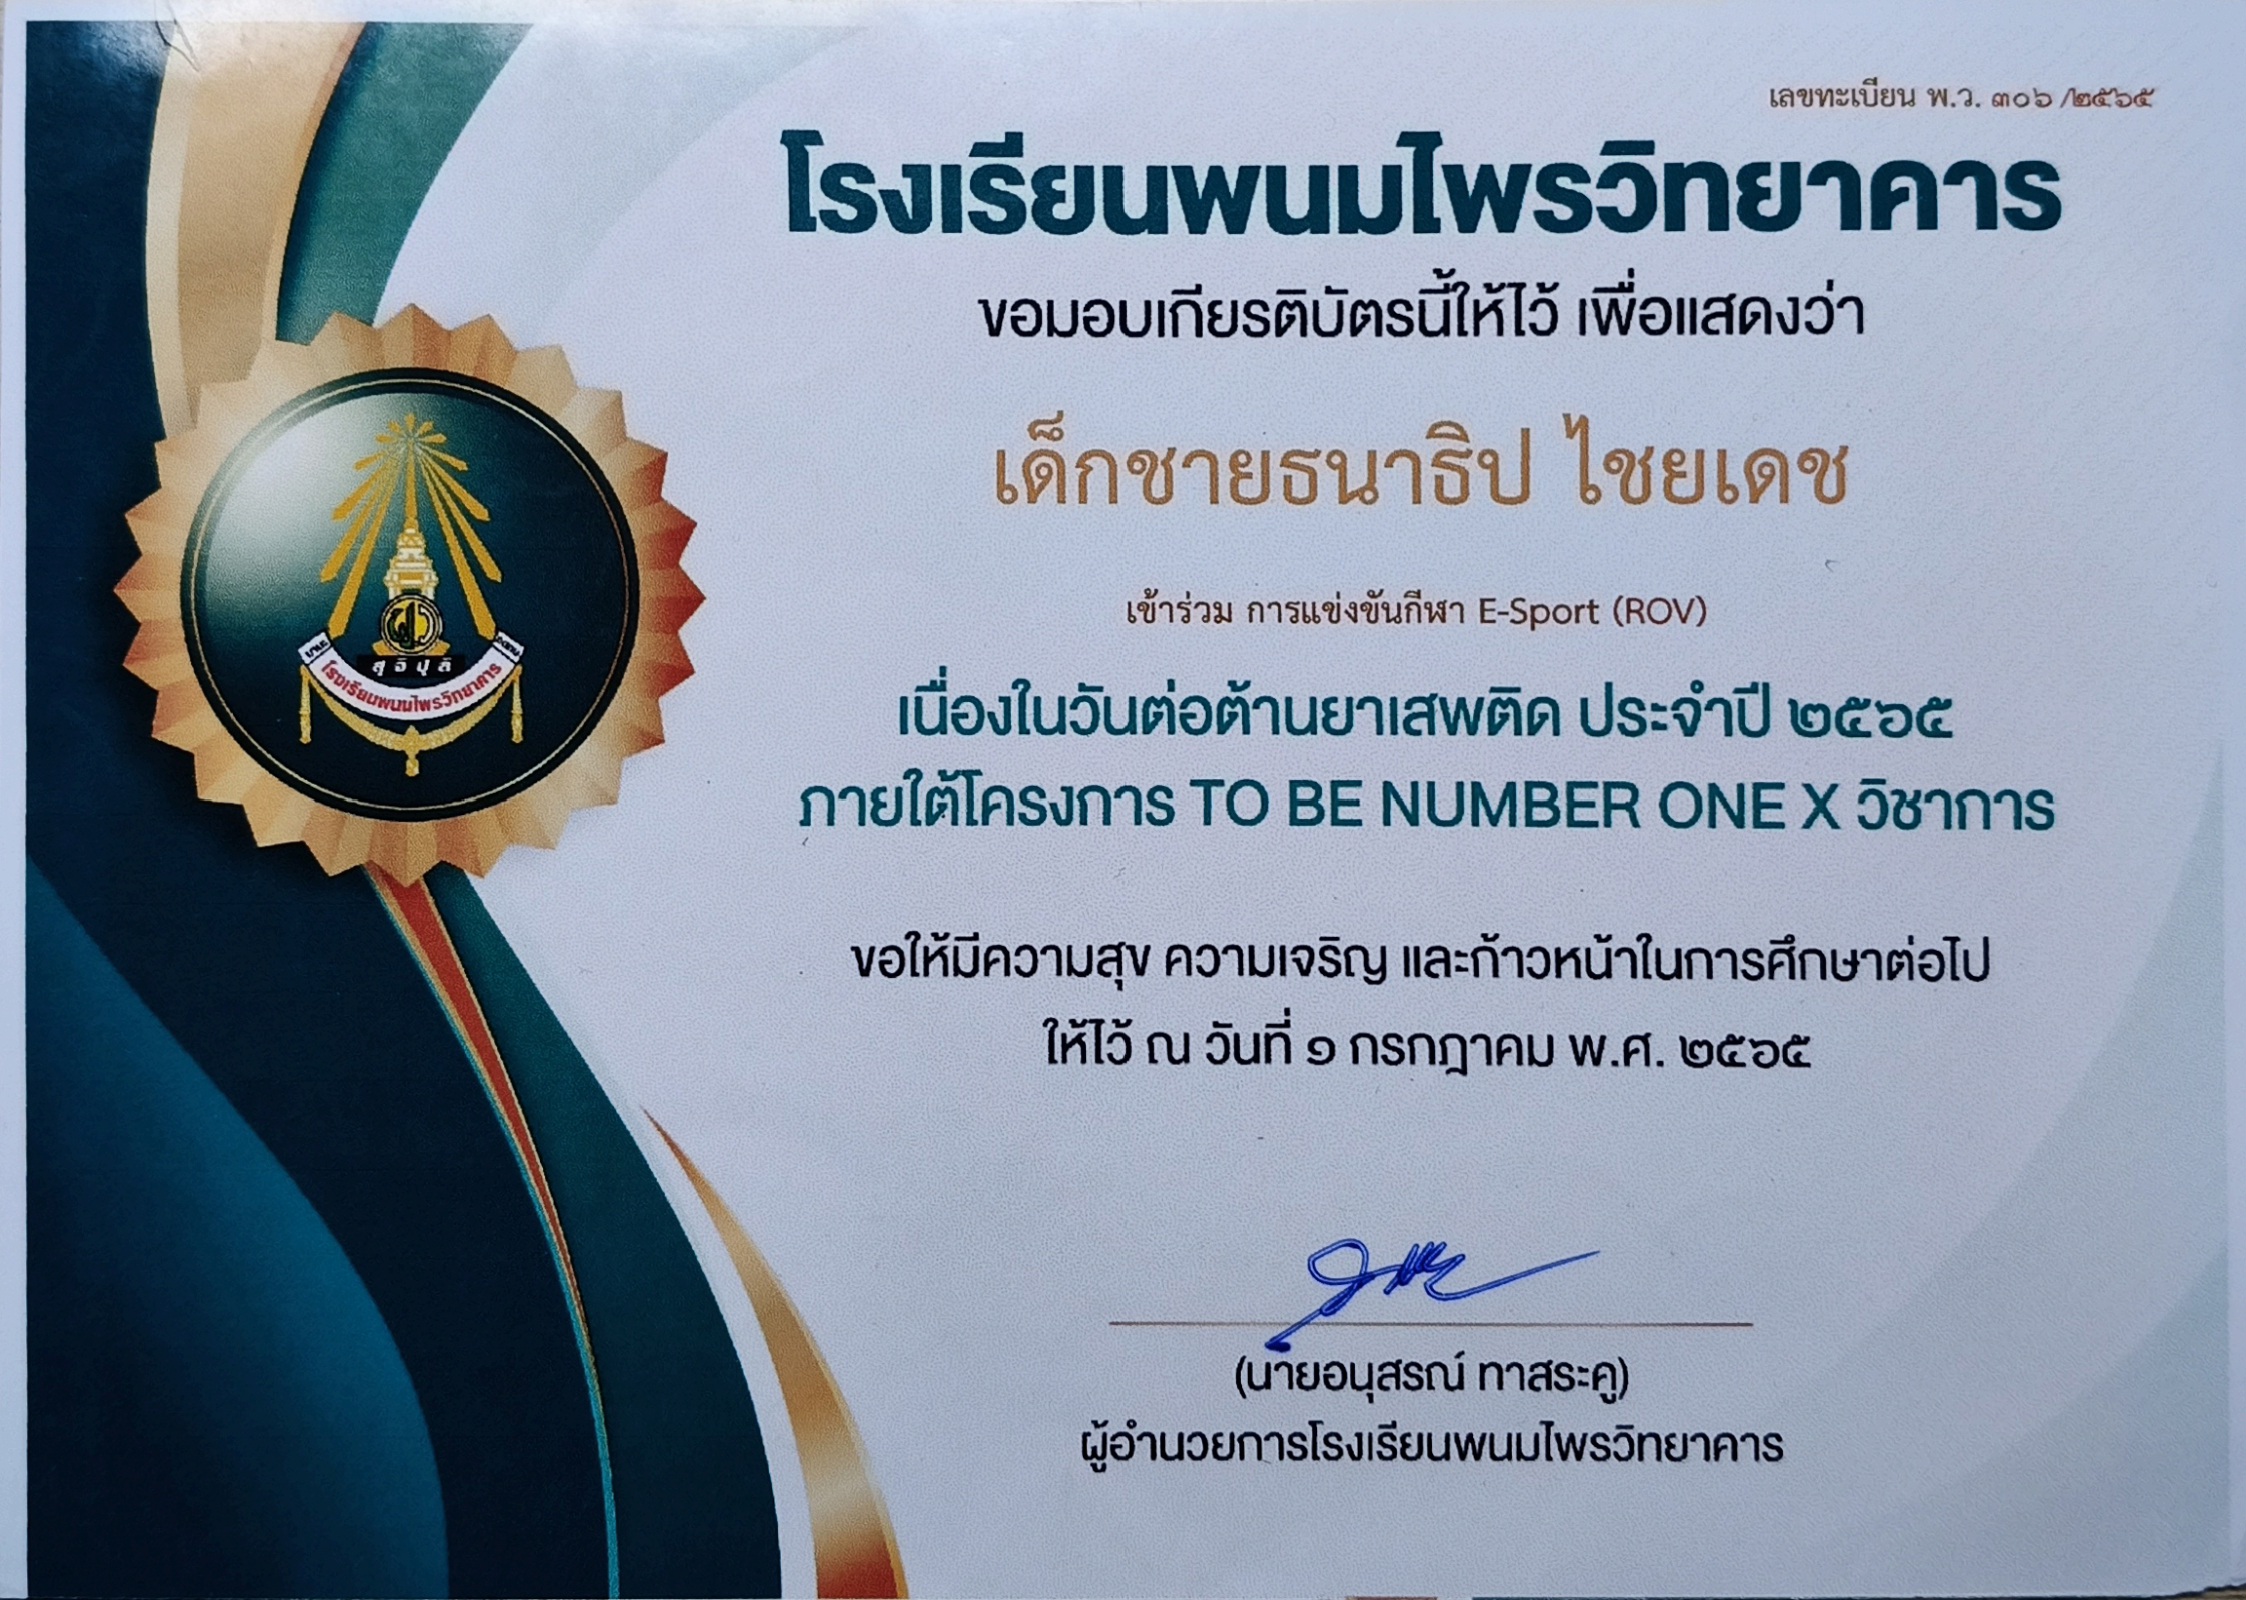 เลขทะเบียน พ.ว. ๓๐๖ /๒๕๖๕
โรงเรียนพนมไพรวิทยาคาร
ขอมอบเกียรติบัตรนี้ให้ไว้ เพื่อแสดงว่า
เด็กชายธนาธิป ไชยเดช
เข้าร่วม การแข่งขันกีฬา E-Sport (ROV)
เนื่องในวันต่อต้านยาเสพติด ประจำปี ๒๕๖๕
ภายใต้โครงการ TO BE NUMBER ONE X วิชาการ
ขอให้มีความสุข ความเจริญ และก้าวหน้าในการศึกษาต่อไป
ให้ไว้ ณ วันที่ ๑ กรกฎาคม พ.ศ. ๒๕๖๕
(นายอนุสรณ์ ทาสระคู)
ผู้อำนวยการโรงเรียนพนมไพรวิทยาคาร
สุ จิ ปุ ลิ
โรงเรียนพนมไพรวิทยาคาร